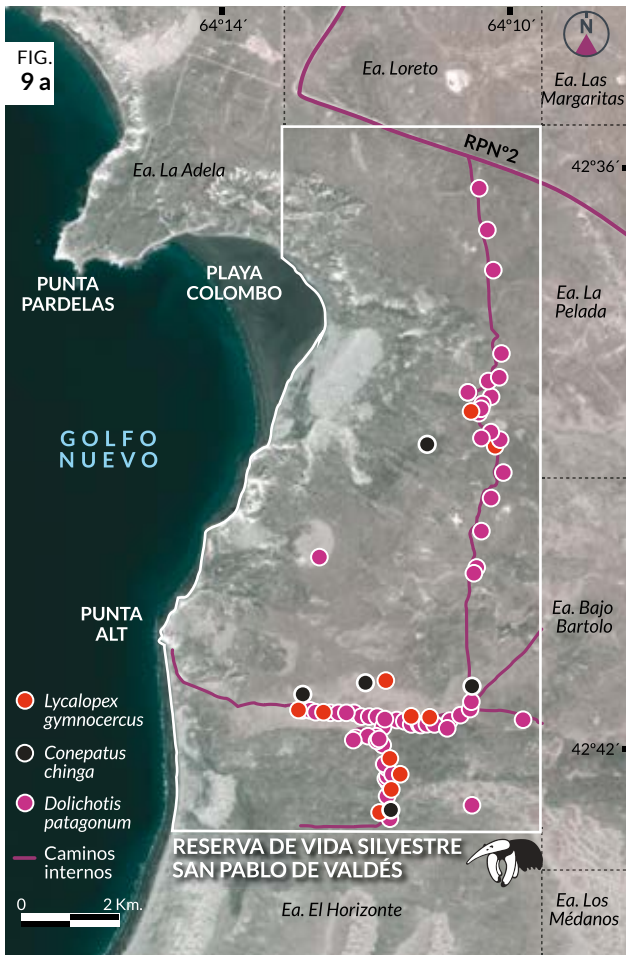 64°14´
64°10´
N
FIG.
9 a
Ea. Loreto
Ea. Las
Margaritas
RPNº2
42°36´
Ea. La Adela
PUNTA
PARDELAS
PLAYA
COLOMBO
Ea. La
Pelada
GOLFO
NUEVO
PUNTA
ALT
Ea. Bajo
Bartolo
Lycalopex
gymnocercus
Conepatus
chinga
42°42´
Dolichotis
patagonum
Caminos
internos
RESERVA DE VIDA SILVESTRE
SAN PABLO DE VALDÉS
0 2 Km.
Ea. El Horizonte
Ea. Los
Médanos